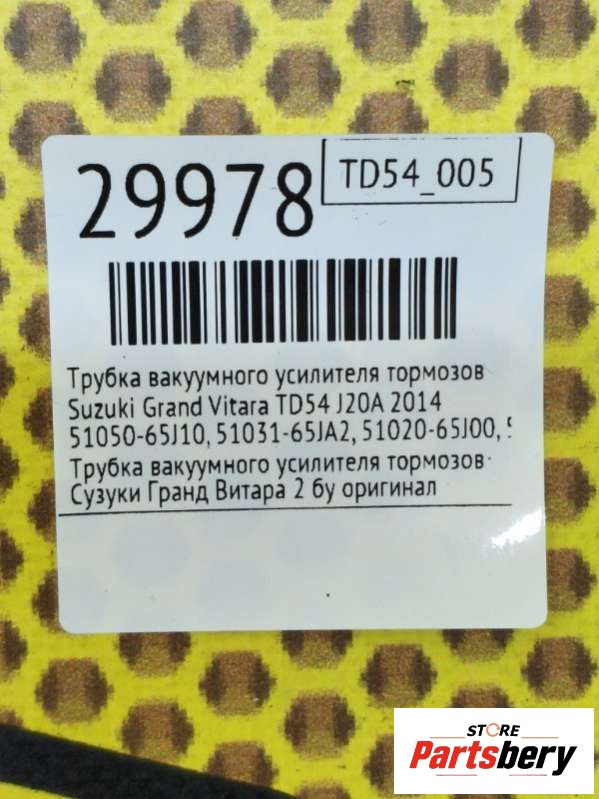 29978
TD54_005
Трубка вакуумного усилителя тормозов
Suzuki Grand Vitara TD54 J20A 2014
51050-65J10, 51031-65JA2, 51020-65J00,
Трубка вакуумного усилителя тормозов
Сузуки Гранд Витара 2 бу оригинал
STORE
Partsbery